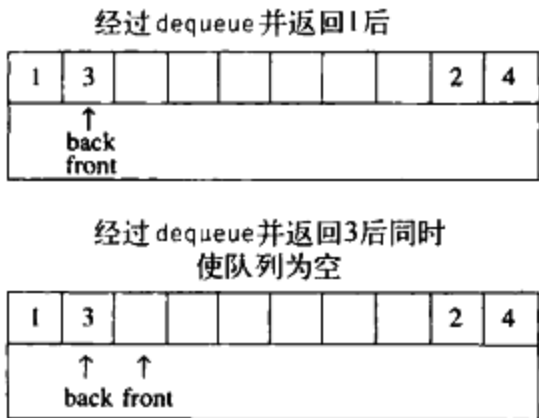 经过dequeue并返回1后
1 3 2 4
↑
back
front
经过dequeue并返回3后同时
使队列为空
1 3 2 4
↑ ↑
back front